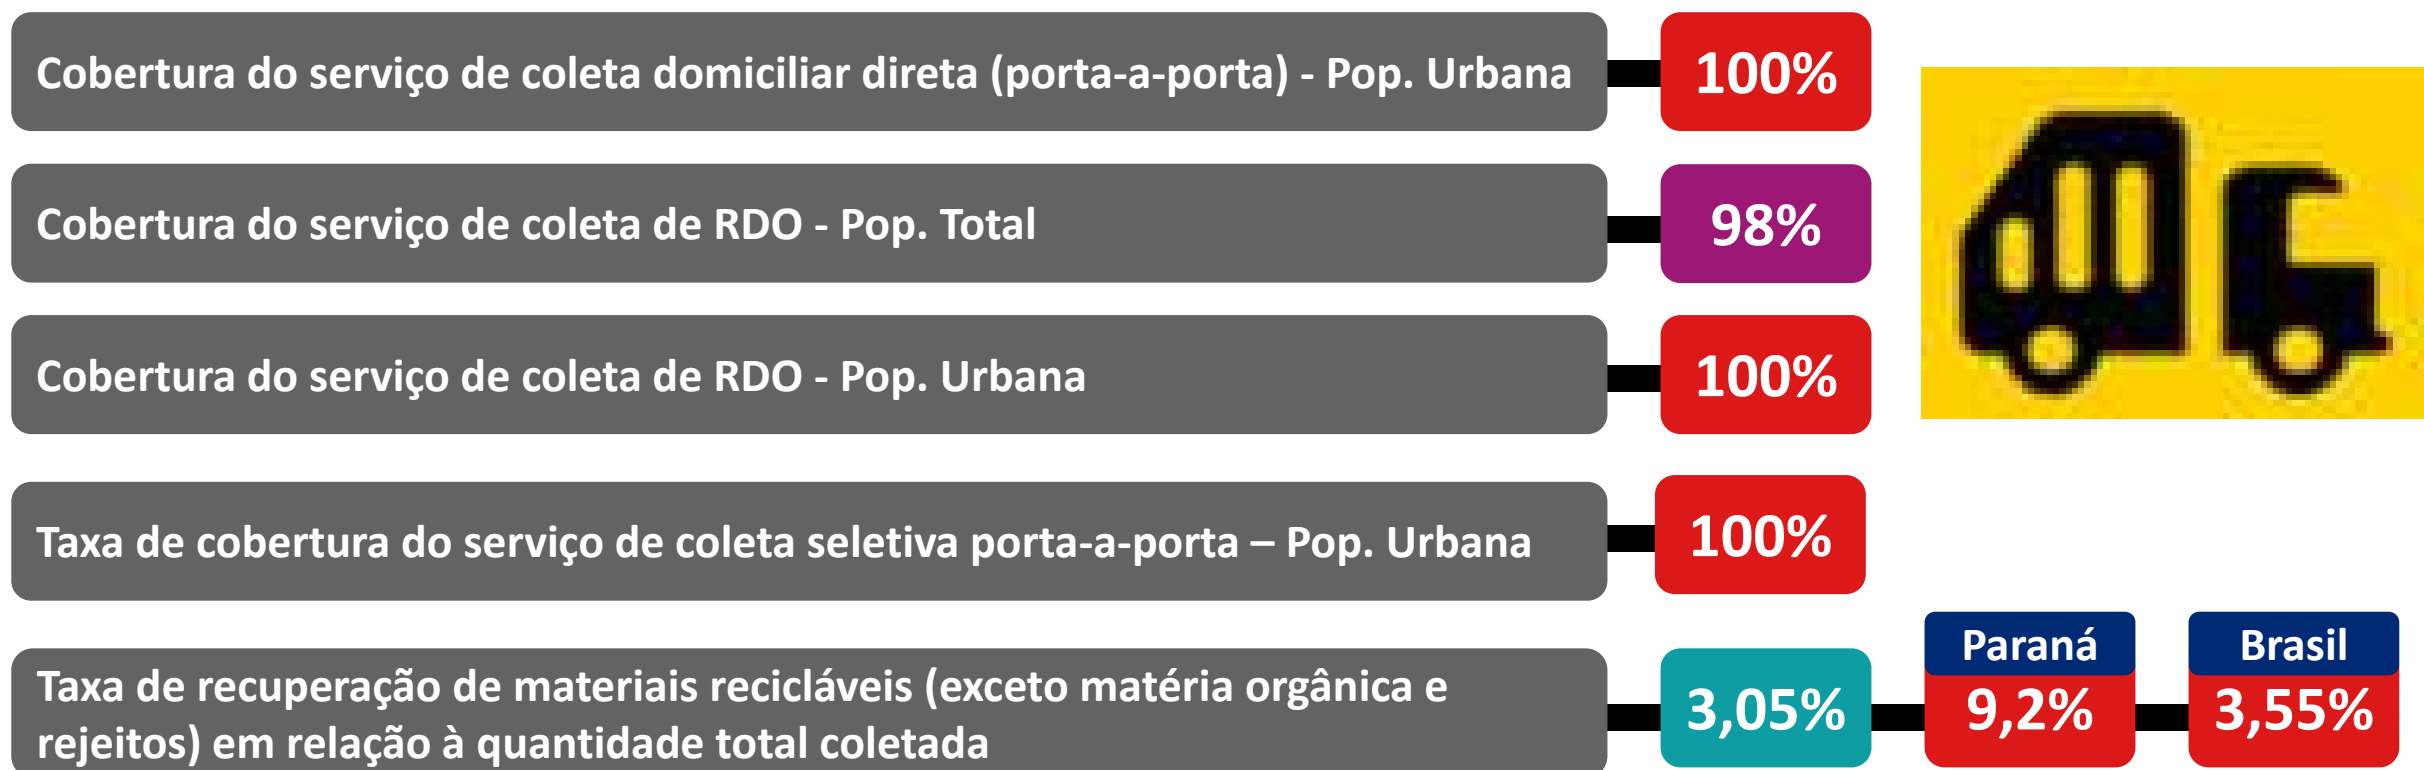 Cobertura do serviço de coleta domiciliar direta (porta-a-porta) - Pop. Urbana
100%
Cobertura do serviço de coleta de RDO - Pop. Total
98%
Cobertura do serviço de coleta de RDO - Pop. Urbana
100%
Taxa de cobertura do serviço de coleta seletiva porta-a-porta – Pop. Urbana
100%
Taxa de recuperação de materiais recicláveis (exceto matéria orgânica e
rejeitos) em relação à quantidade total coletada
3,05%
Paraná
9,2%
Brasil
3,55%